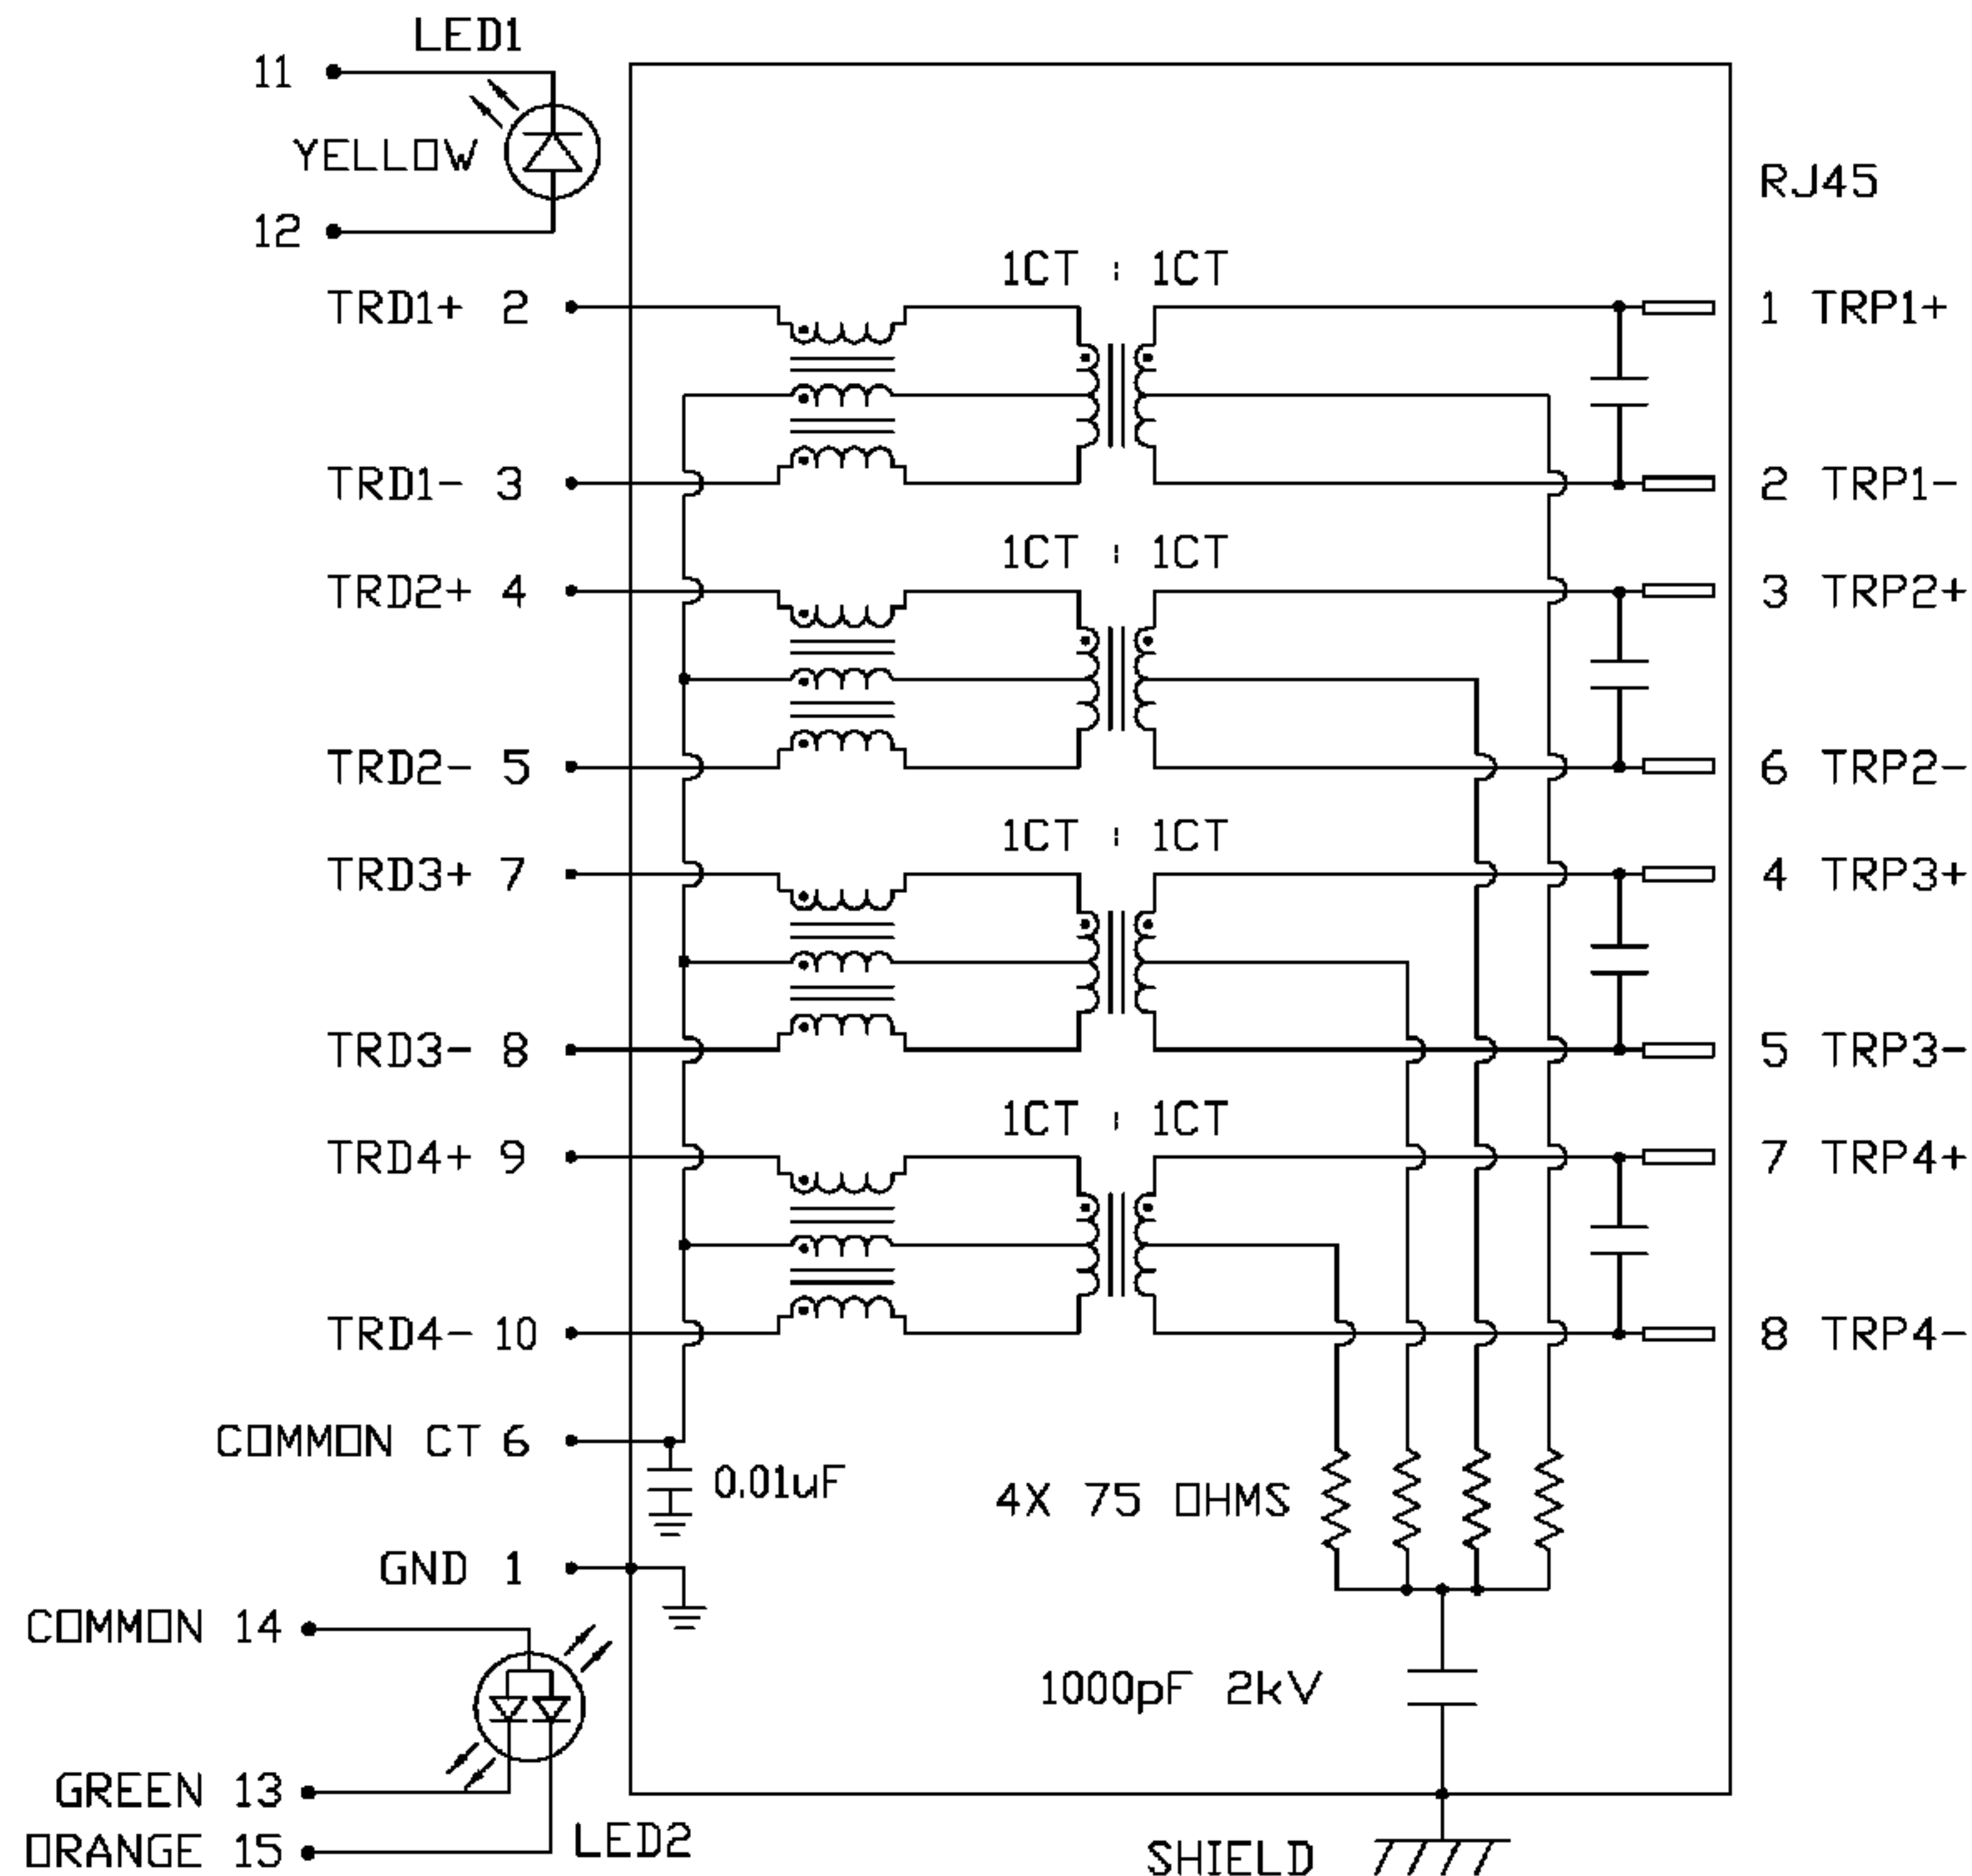 LED1
11
YELLOW
12
RJ45
1CT : 1CT
TRD1+ 2
1 TRP1+
TRD1- 3
2 TRP1-
1CT : 1CT
TRD2+ 4
3 TRP2+
TRD2- 5
6 TRP2-
1CT : 1CT
TRD3+ 7
4 TRP3+
TRD3- 8
5 TRP3-
1CT : 1CT
TRD4+ 9
7 TRP4+
TRD4- 10
8 TRP4-
COMMON CT 6
0.01uF
4X 75 OHMS
GND 1
COMMON 14
1000pF 2kV
GREEN 13
ORANGE 15
LED2
SHIELD